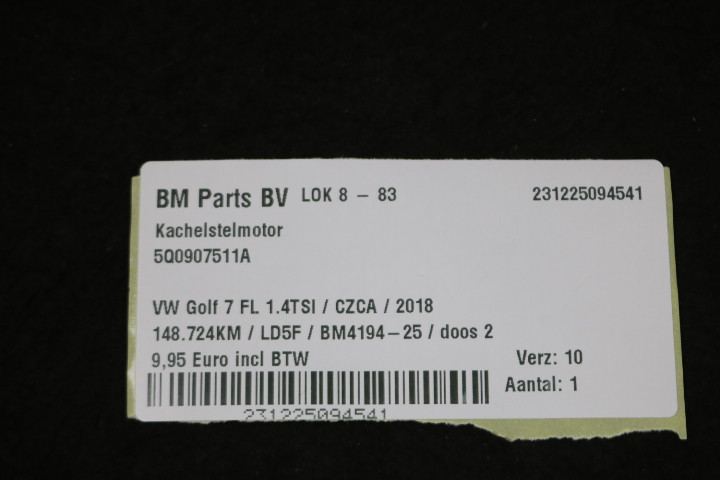 BM Parts BV LOK 8 – 83 231225094541
Kachelstelmotor
5Q0907511A
VW Golf 7 FL 1.4TSI / CZCA / 2018
148.724KM / LD5F / BM4194–25 / doos 2
9,95 Euro incl BTW Verz: 10
Aantal: 1
231225094541